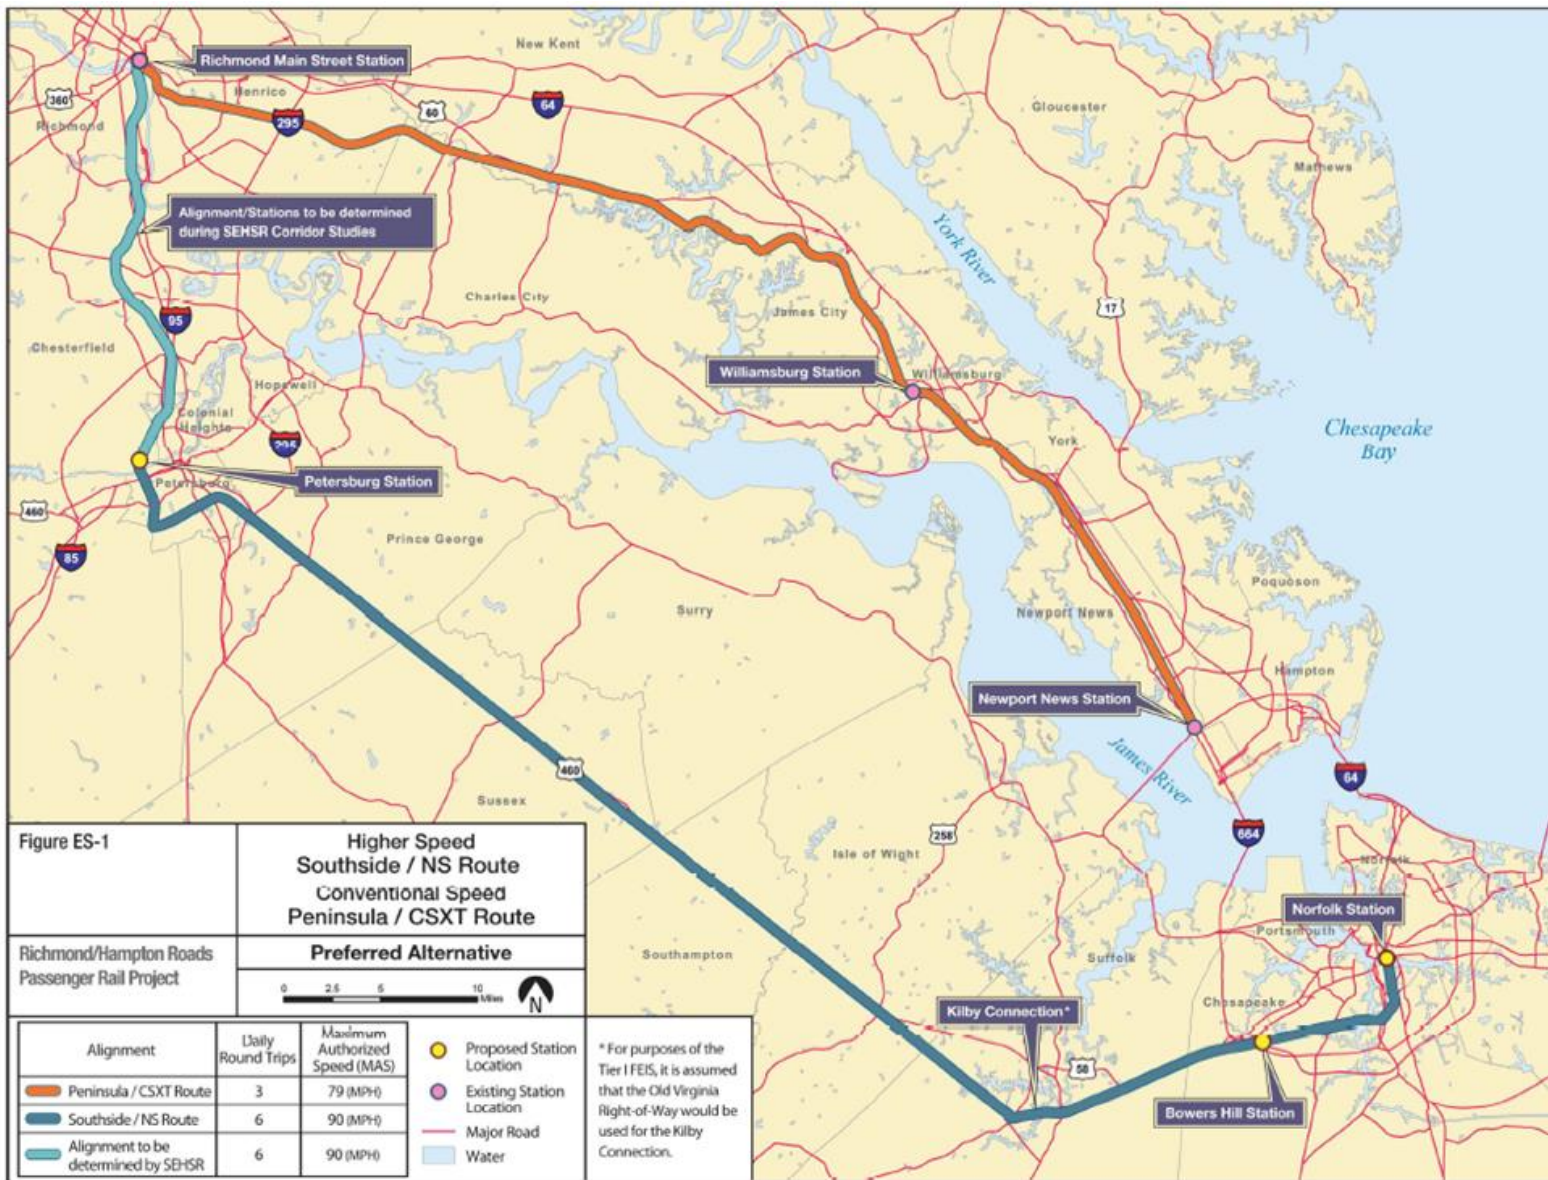 New Kent
Richmond Main Street Station
Henrico
360
Richmond
295
60
64
Gloucester
Mathews
Alignment/Stations to be determined
during SEHSR Corridor Studies
York River
Charles City
James City
17
95
Chesterfield
Hopewell
Williamsburg Station
Williamsburg
Colonial
Heights
York
Chesapeake
Bay
295
Petersburg Station
Petersburg
460
Prince George
85
Poquoson
Surry
Newport News
Hampton
Newport News Station
James River
460
64
Sussex
258
664
Isle of Wight
Norfolk
Norfolk Station
Portsmouth
Southampton
Suffolk
Chesapeake
Kilby Connection*
58
Bowers Hill Station
Figure ES-1
Higher Speed
Southside / NS Route
Conventional Speed
Peninsula / CSXT Route
Richmond/Hampton Roads
Passenger Rail Project
Preferred Alternative
0 2.5 5 10
Miles
N
Alignment
Daily
Round Trips
Maximum
Authorized
Speed (MAS)
Peninsula / CSXT Route 3 79 (MPH)
Southside / NS Route 6 90 (MPH)
Alignment to be
determined by SEHSR 6 90 (MPH)
Proposed Station
Location
Existing Station
Location
Major Road
Water
* For purposes of the
Tier I FEIS, it is assumed
that the Old Virginia
Right-of-Way would be
used for the Kilby
Connection.